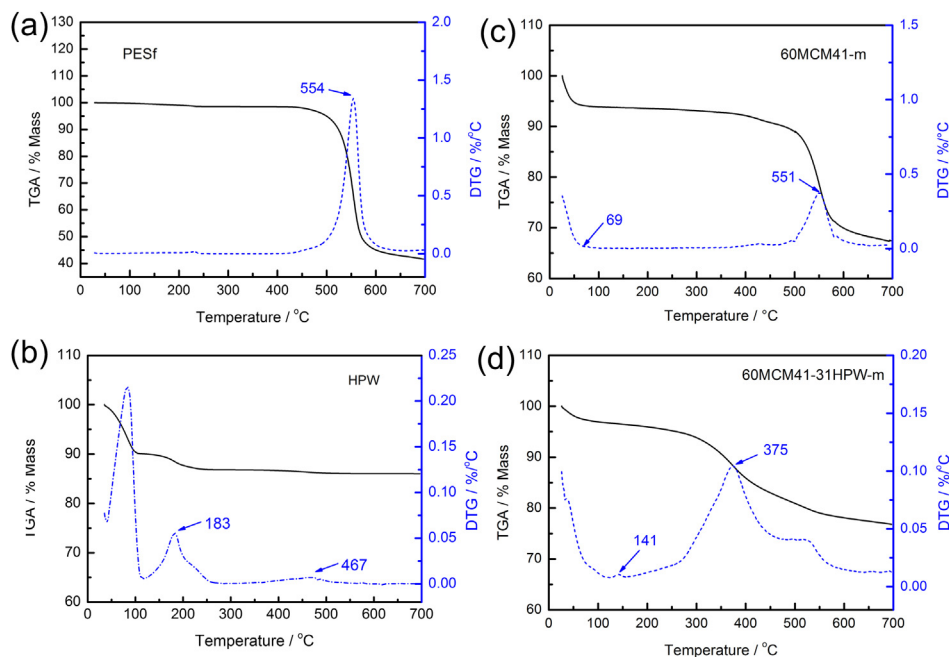 (a)
PESf
554
130
120
110
100
90
80
70
60
50
40
TGA / % Mass
2.0
1.5
1.0
0.5
0.0
DTG / %/°C
0 100 200 300 400 500 600 700
Temperature / °C
(c)
60MCM41-m
69
551
110
100
90
80
70
60
TGA / % Mass
1.5
1.0
0.5
0.0
DTG / %/°C
0 100 200 300 400 500 600 700
Temperature / °C
(b)
HPW
183
467
110
100
90
80
70
60
TGA / % Mass
0.25
0.20
0.15
0.10
0.05
0.00
DTG / %/°C
0 100 200 300 400 500 600 700
Temperature / °C
(d)
60MCM41-31HPW-m
375
141
110
100
90
80
70
60
TGA / % Mass
0.20
0.15
0.10
0.05
0.00
DTG / %/°C
0 100 200 300 400 500 600 700
Temperature / °C